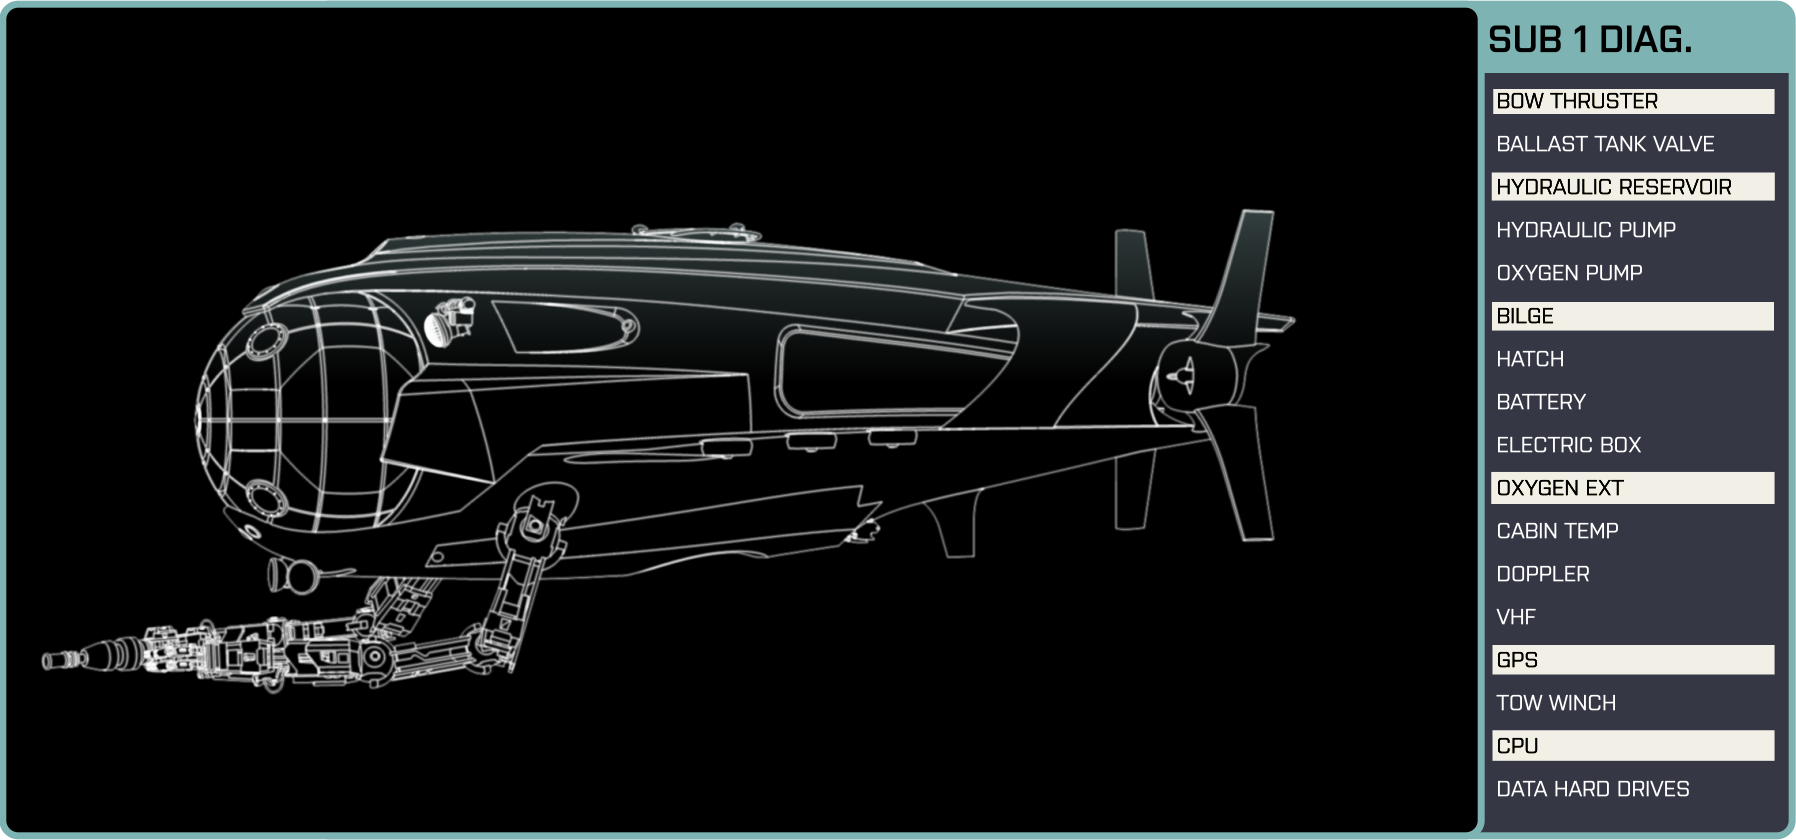 SUB 1 DIAG.
BOW THRUSTER
BALLAST TANK VALVE
HYDRAULIC RESERVOIR
HYDRAULIC PUMP
OXYGEN PUMP
BILGE
HATCH
BATTERY
ELECTRIC BOX
OXYGEN EXT
CABIN TEMP
DOPPLER
VHF
GPS
TOW WINCH
CPU
DATA HARD DRIVES